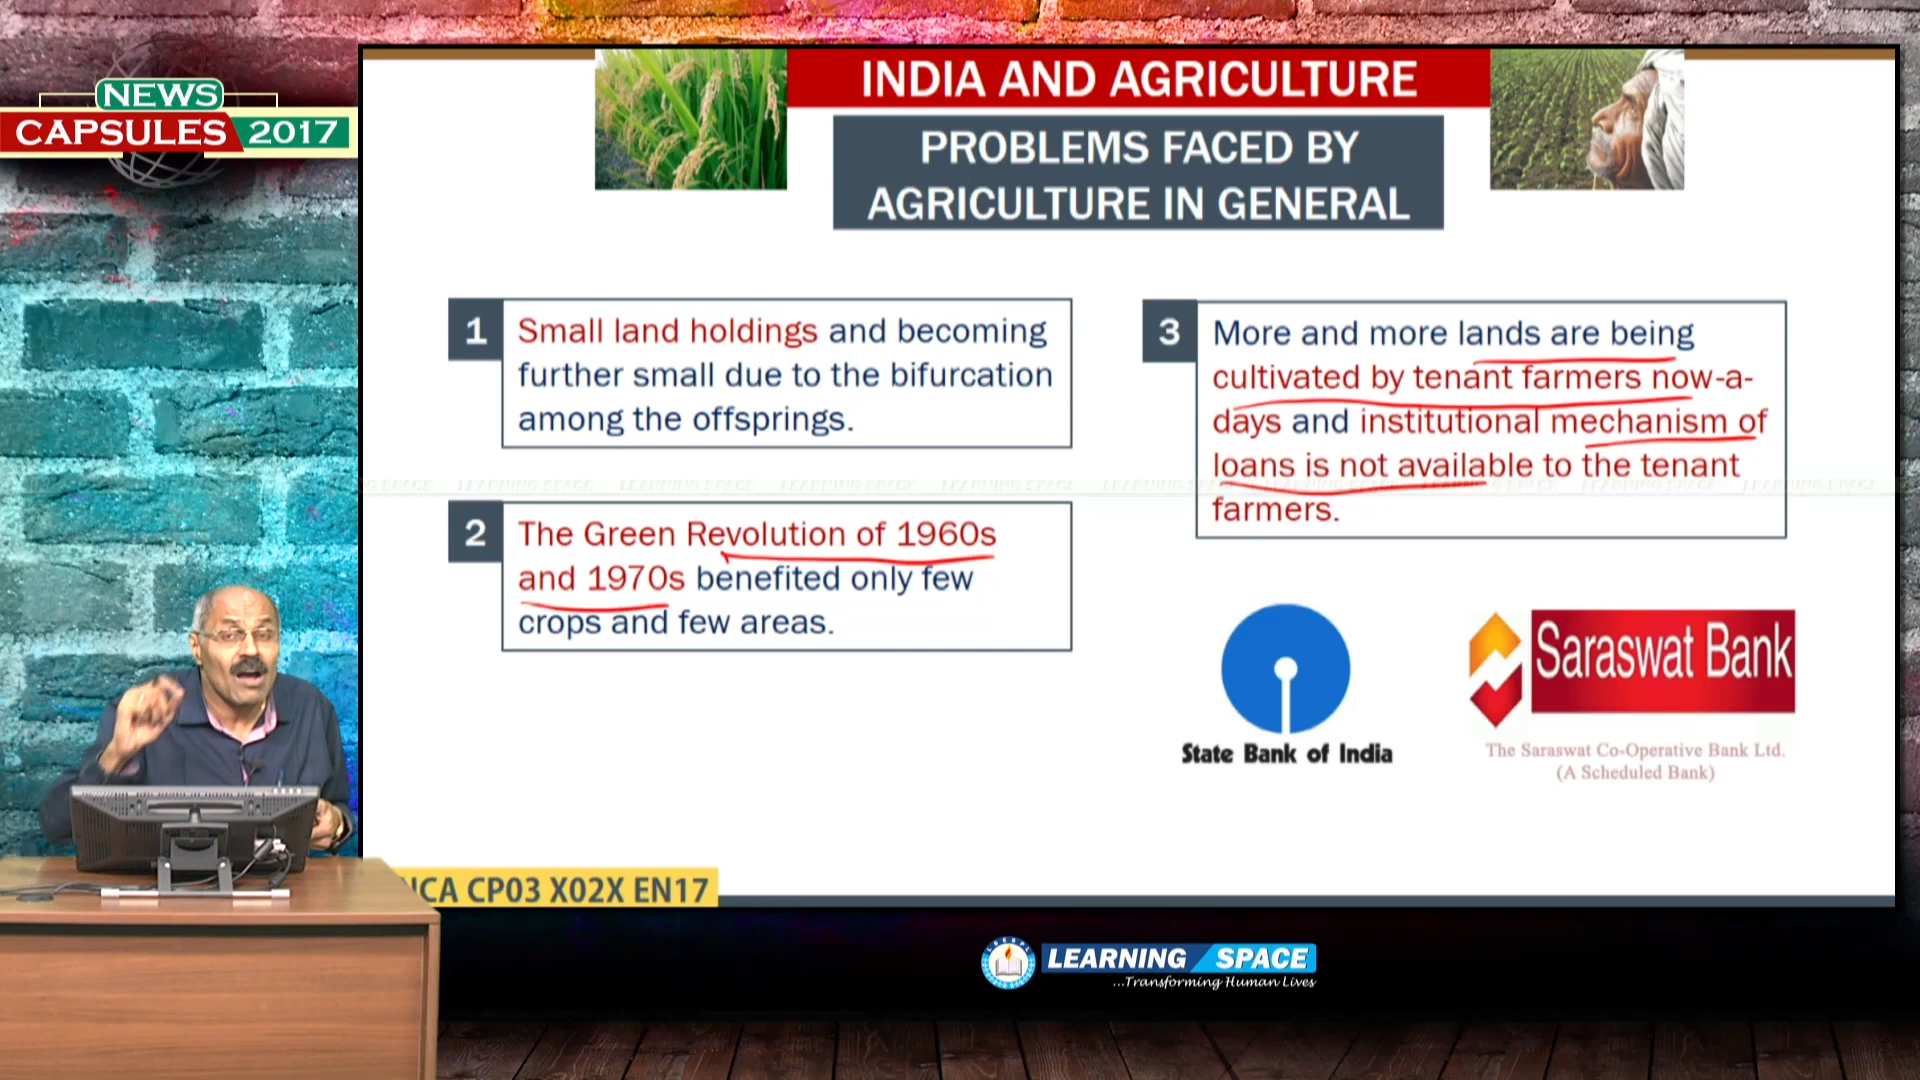 NEWS
CAPSULES 2017
INDIA AND AGRICULTURE
PROBLEMS FACED BY
AGRICULTURE IN GENERAL
1
Small land holdings and becoming
further small due to the bifurcation
among the offsprings.
2
The Green Revolution of 1960s
and 1970s benefited only few
crops and few areas.
3
More and more lands are being
cultivated by tenant farmers now-a-
days and institutional mechanism of
loans is not available to the tenant
farmers.
State Bank of India
Saraswat Bank
The Saraswat Co-Operative Bank Ltd.
(A Scheduled Bank)
CA CP03 X02X EN17
LEARNING SPACE
...Transforming Human Lives